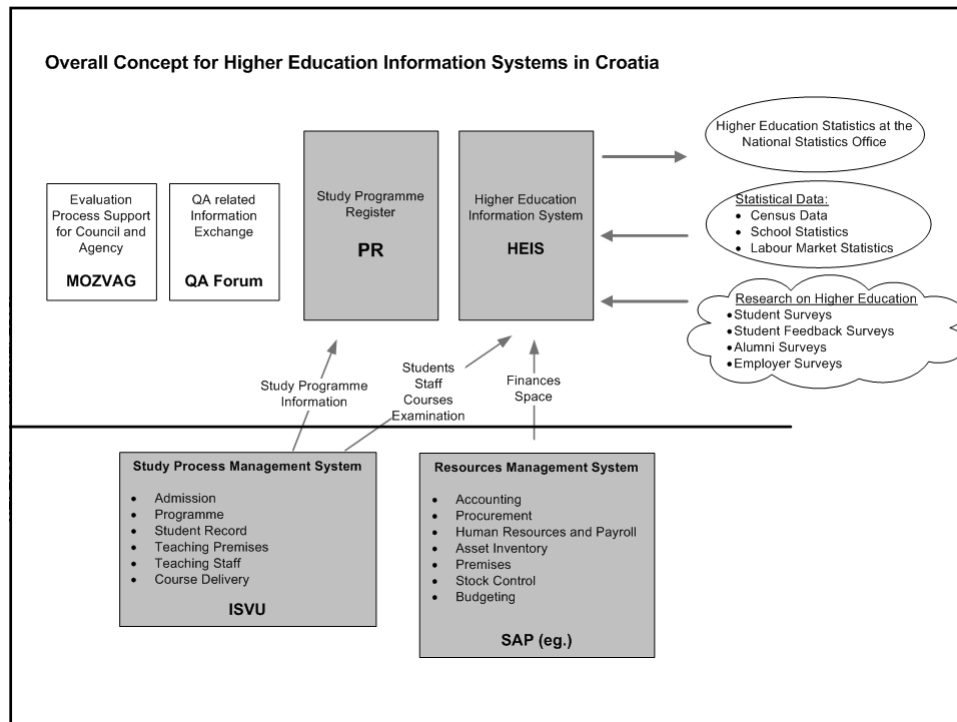 Overall Concept for Higher Education Information Systems in Croatia
Evaluation
Process Support
for Council and
Agency
MOZVAG
QA related
Information
Exchange
QA Forum
Study Programme
Register
PR
Higher Education
Information System
HEIS
Higher Education Statistics at the
National Statistics Office
Statistical Data:
• Census Data
• School Statistics
• Labour Market Statistics
Research on Higher Education
•Student Surveys
•Student Feedback Surveys
•Alumni Surveys
•Employer Surveys
Study Programme
Information
Students
Staff
Courses
Examination
Finances
Space
Study Process Management System
• Admission
• Programme
• Student Record
• Teaching Premises
• Teaching Staff
• Course Delivery
ISVU
Resources Management System
• Accounting
• Procurement
• Human Resources and Payroll
• Asset Inventory
• Premises
• Stock Control
• Budgeting
SAP (eg.)